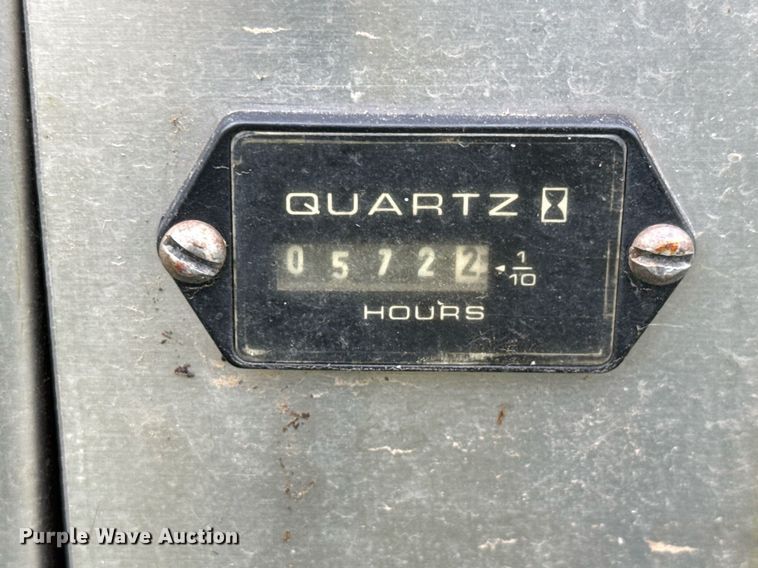 QUARTZ
05722
1/10
HOURS
Purple Wave Auction